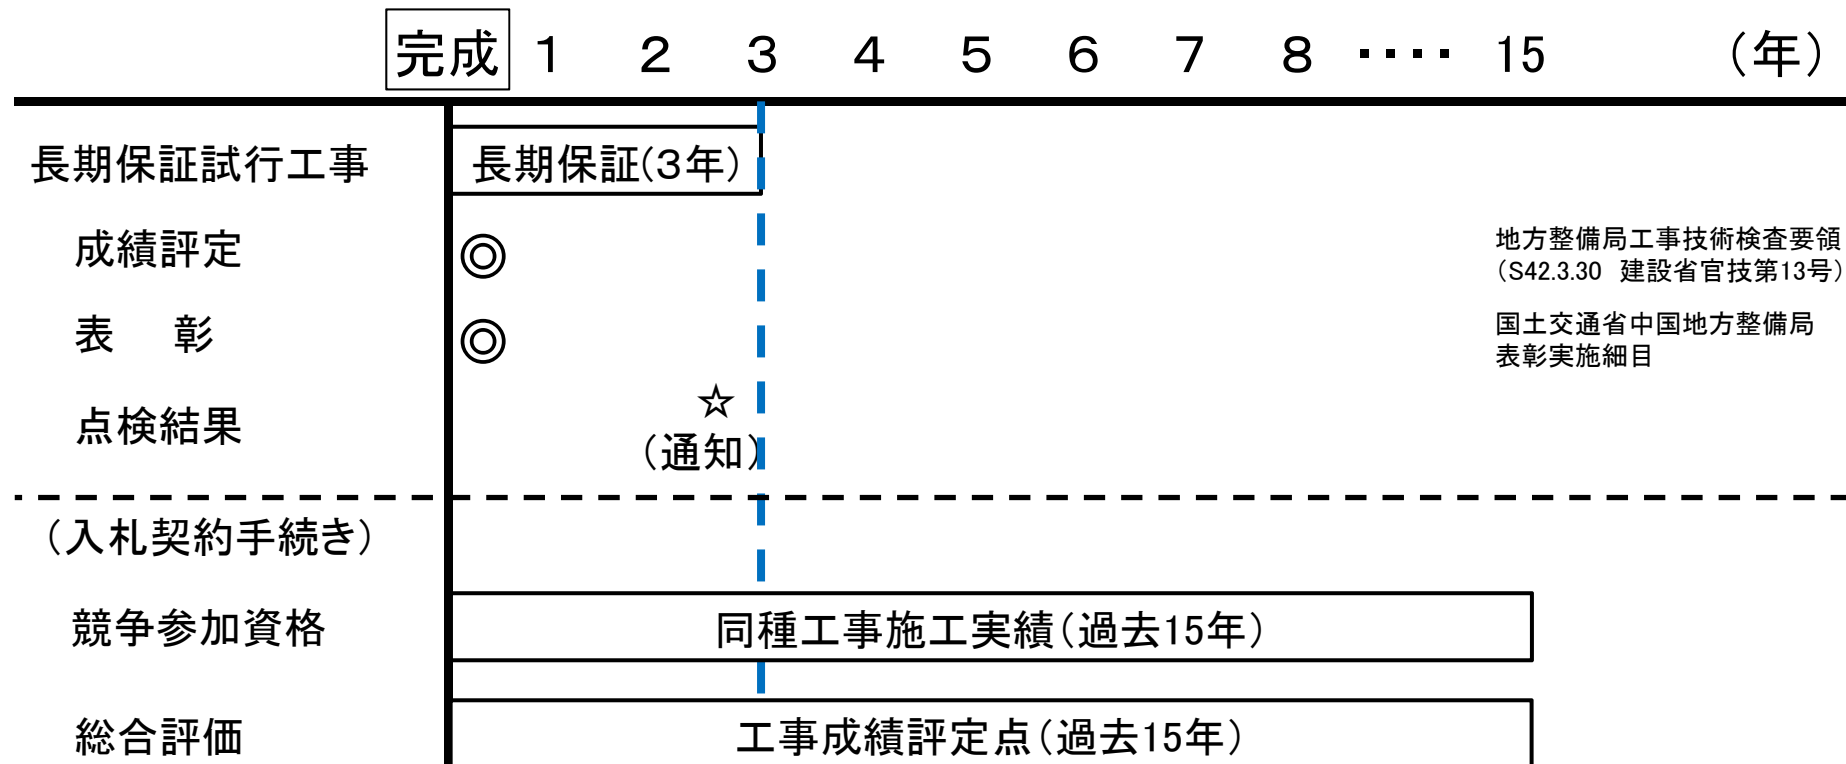 完成 1 2 3 4 5 6 7 8 ・・・・ 15 （年）
長期保証試行工事 長期保証(3年)
成績評定 ◎ 地方整備局工事技術検査要領
（S42.3.30 建設省官技第13号）
表 彰 ◎ 国土交通省中国地方整備局
表彰実施細目
☆
点検結果 （通知）
（入札契約手続き）
競争参加資格 同種工事施工実績（過去15年）
総合評価 工事成績評定点（過去15年）